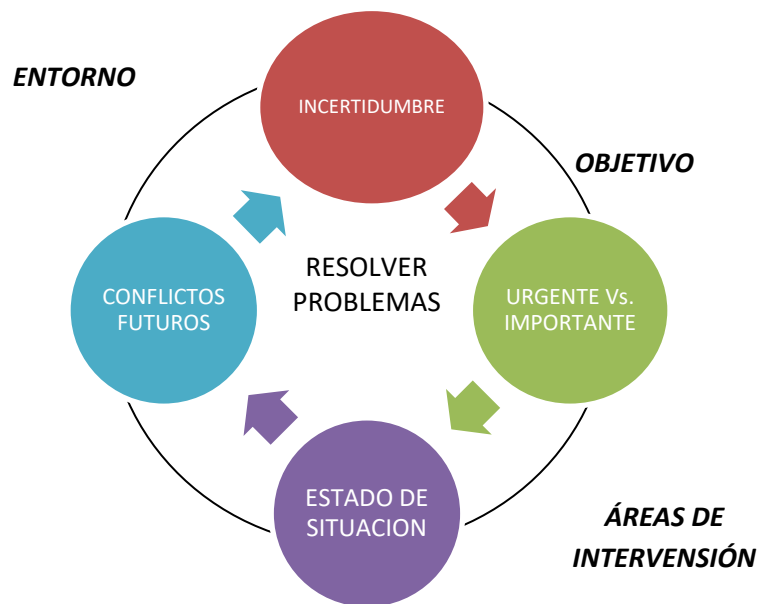 ENTORNO
INCERTIDUMBRE
OBJETIVO
RESOLVER
PROBLEMAS
CONFLICTOS
FUTUROS
URGENTE Vs.
IMPORTANTE
ESTADO DE
SITUACION
ÁREAS DE
INTERVENSIÓN